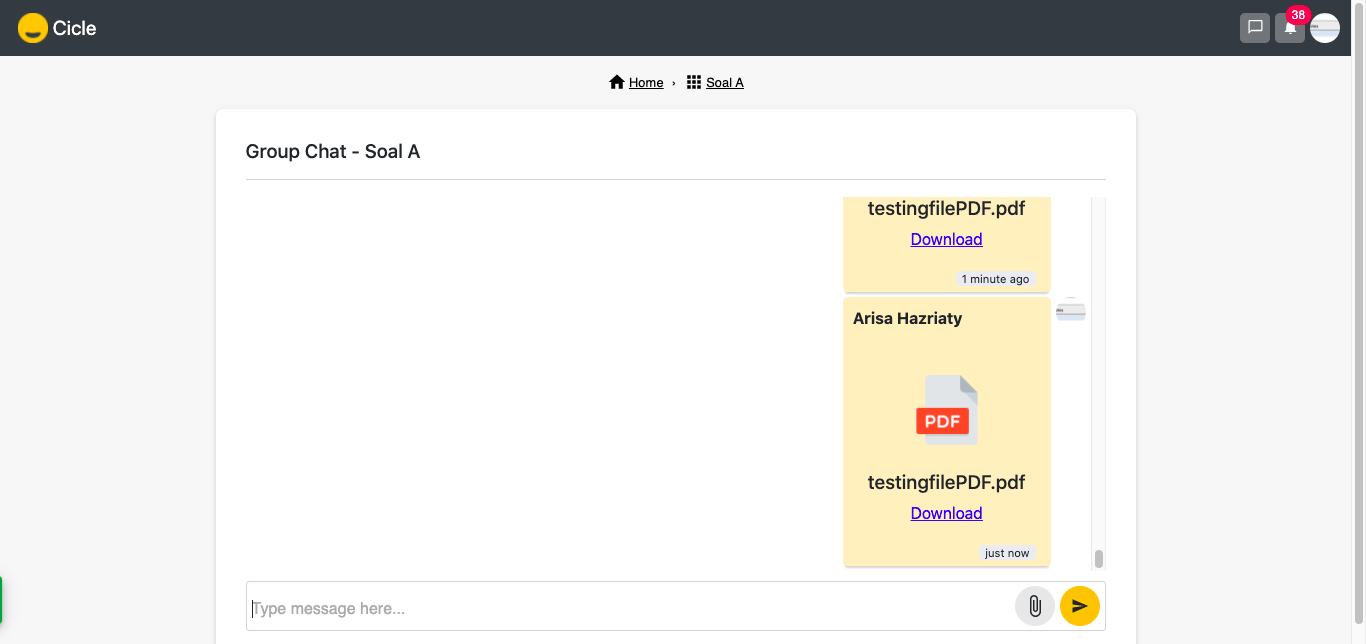 Cicle
38
Home › Soal A
Group Chat - Soal A
testingfilePDF.pdf
Download
1 minute ago
Arisa Hazriaty
PDF
testingfilePDF.pdf
Download
just now
Type message here...